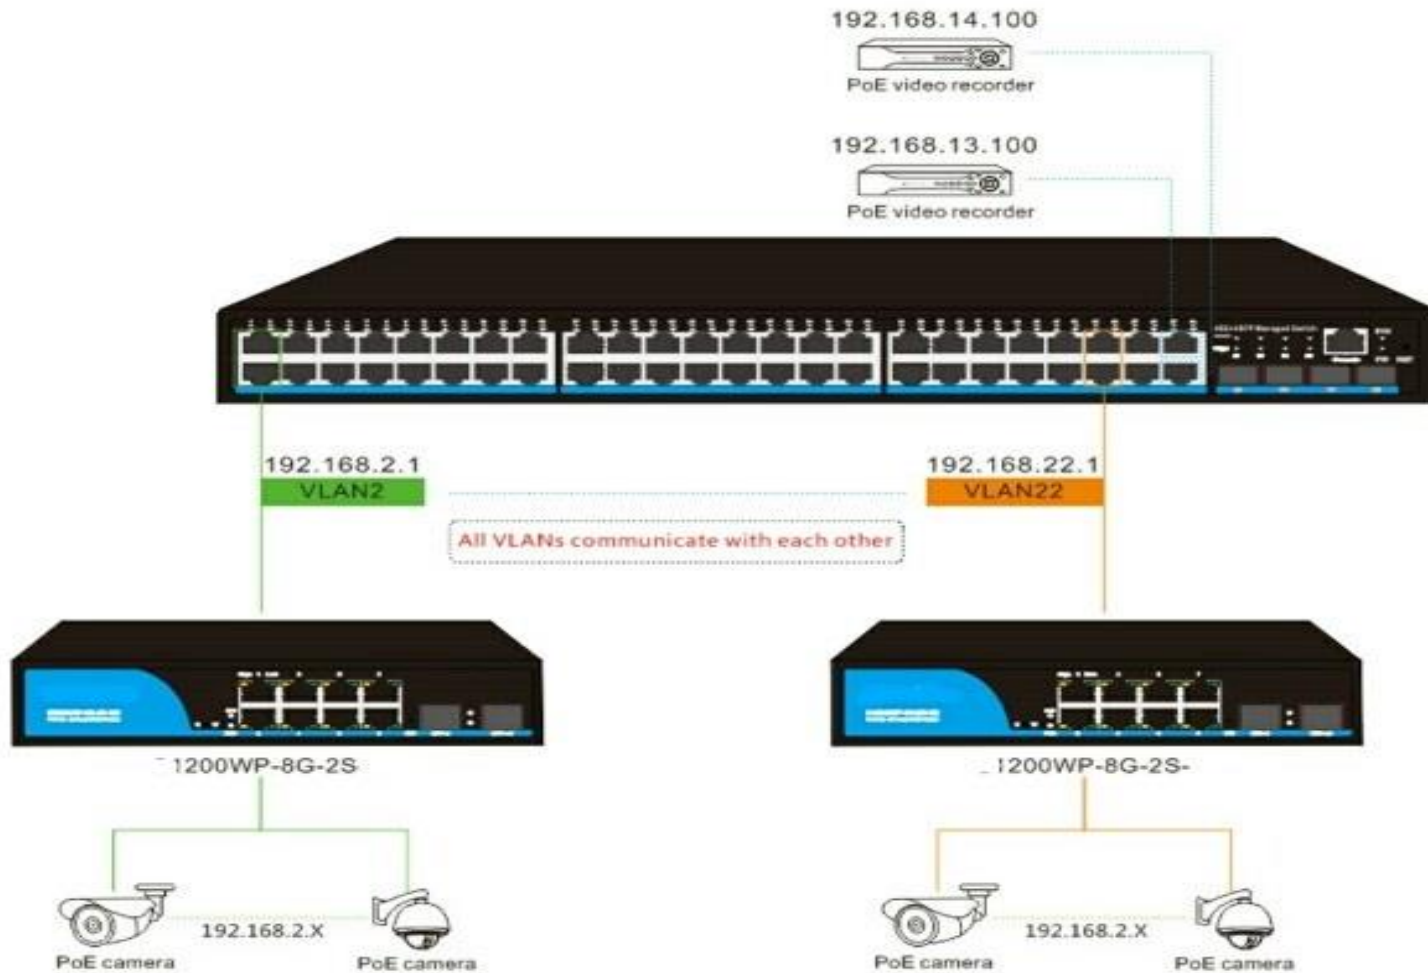 192.168.14.100
PoE video recorder
192.168.13.100
PoE video recorder
192.168.2.1
VLAN2
192.168.22.1
VLAN22
All VLANs communicate with each other
1200WP-8G-2S
1200WP-8G-2S-
192.168.2.X
PoE camera
PoE camera
192.168.2.X
PoE camera
PoE camera